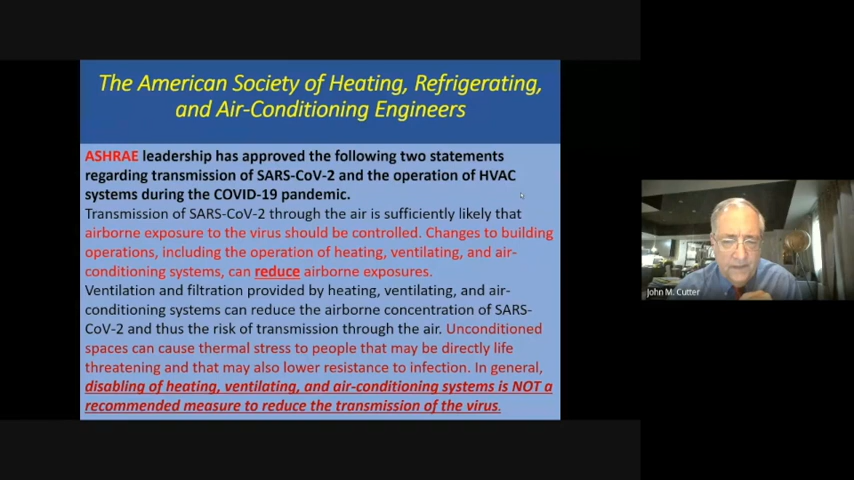 The American Society of Heating, Refrigerating,
and Air-Conditioning Engineers
ASHRAE leadership has approved the following two statements
regarding transmission of SARS-CoV-2 and the operation of HVAC
systems during the COVID-19 pandemic.
Transmission of SARS-CoV-2 through the air is sufficiently likely that
airborne exposure to the virus should be controlled. Changes to building
operations, including the operation of heating, ventilating, and air-
conditioning systems, can reduce airborne exposures.
Ventilation and filtration provided by heating, ventilating, and air-
conditioning systems can reduce the airborne concentration of SARS-
CoV-2 and thus the risk of transmission through the air. Unconditioned
spaces can cause thermal stress to people that may be directly life
threatening and that may also lower resistance to infection. In general,
disabling of heating, ventilating, and air-conditioning systems is NOT a
recommended measure to reduce the transmission of the virus.
John M. Cutter